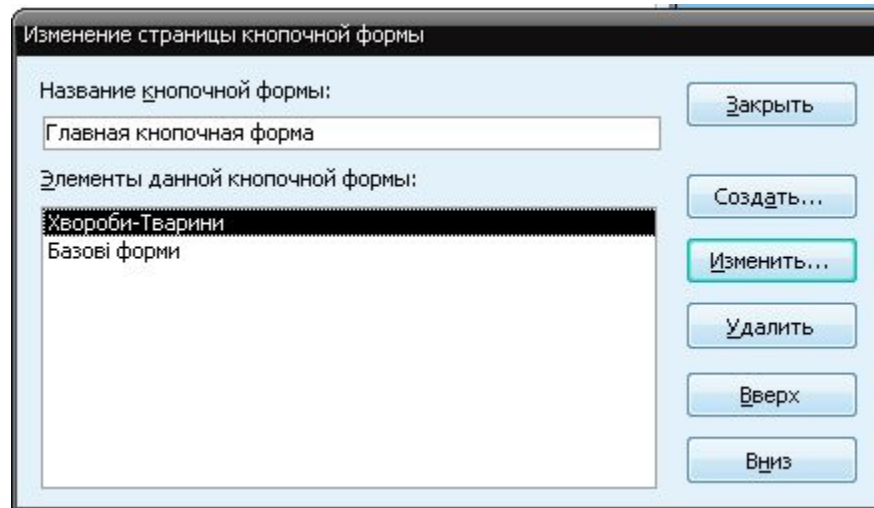 Изменение страницы кнопочной формы
Название кнопочной формы:
Главная кнопочная форма
Элементы данной кнопочной формы:
Хвороби-Тварини
Базові форми
Закрыть
Создать...
Изменить...
Удалить
Вверх
Вниз